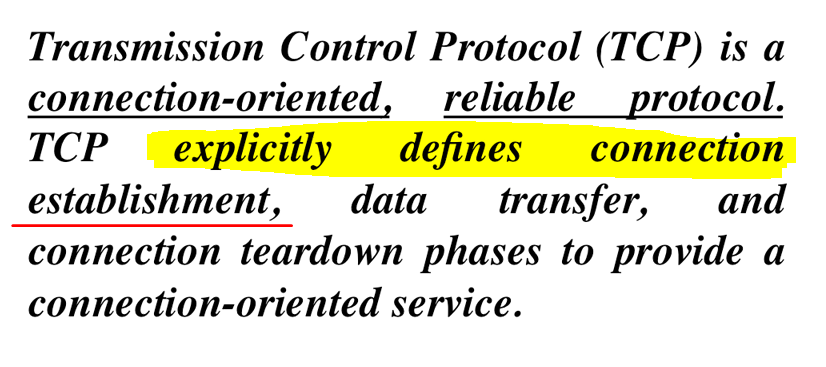 Transmission Control Protocol (TCP) is a
connection-oriented, reliable protocol.
TCP explicitly defines connection
establishment, data transfer, and
connection teardown phases to provide a
connection-oriented service.